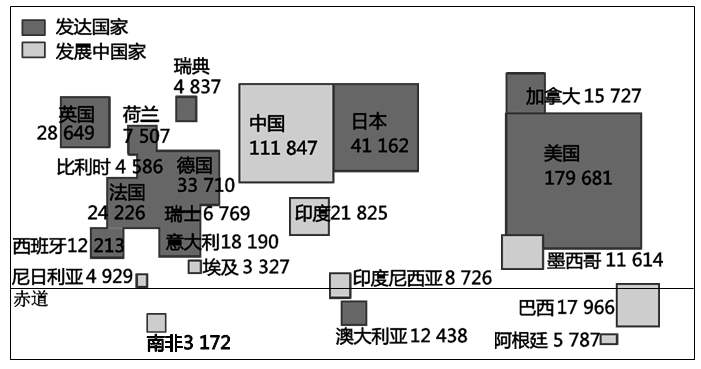 发达国家
发展中国家
瑞典
4 837
英国
28 649
荷兰
7 507
比利时 4 586
德国
33 710
法国
24 226
瑞士 6 769
西班牙 12 213
意大利 18 190
中国
111 847
日本
41 162
印度 21 825
加拿大 15 727
美国
179 681
墨西哥 11 614
尼日利亚 4 929
埃及 3 327
印度尼西亚 8 726
赤道
南非 3 172
澳大利亚 12 438
巴西 17 966
阿根廷 5 787